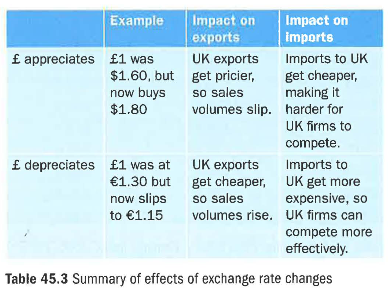 Example
Impact on
exports
Impact on
Imports
£ appreciates
£1 was
$1.60, but
now buys
$1.80
UK exports
get pricier,
so sales
volumes slip.
Imports to UK
get cheaper,
making it
harder for
UK firms to
compete.
£ depreciates
£1 was at
€1.30 but
now slips
to €1.15
UK exports
get cheaper,
so sales
volumes rise.
Imports to
UK get more
expensive, so
UK firms can
compete more
effectively.
Table 45.3 Summary of effects of exchange rate changes